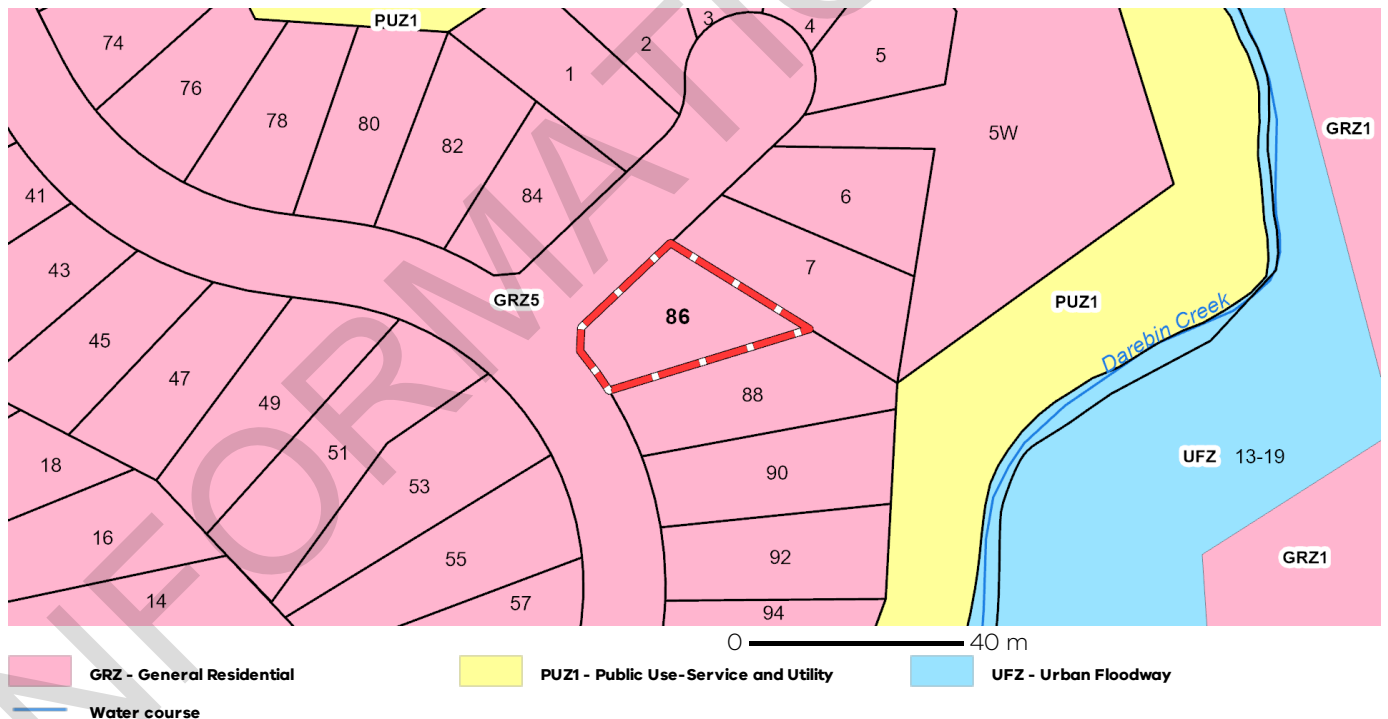 PUZ1
3
4
74
2
5
1
76
78
80
5W
GRZ1
82
84
41
6
43
7
GRZ5
PUZ1
86
Darebin Creek
45
47
88
49
51
UFZ 13-19
18
90
53
16
92
GRZ1
55
14
57
94
0 40 m
GRZ - General Residential
PUZ1 - Public Use-Service and Utility
UFZ - Urban Floodway
Water course